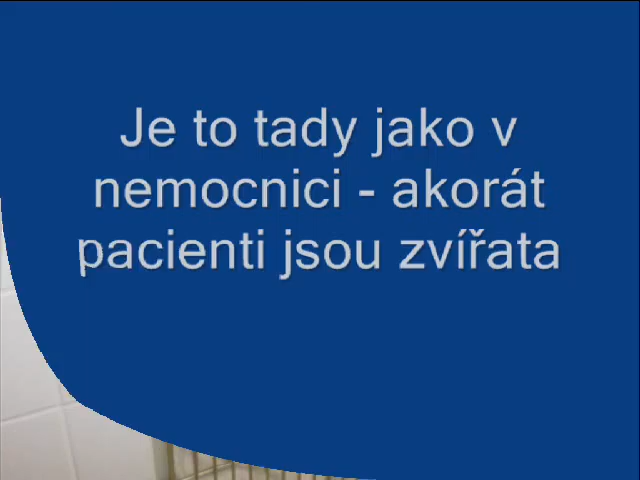 Je to tady jako v
nemocnici - akorát
pacienti jsou zvířata